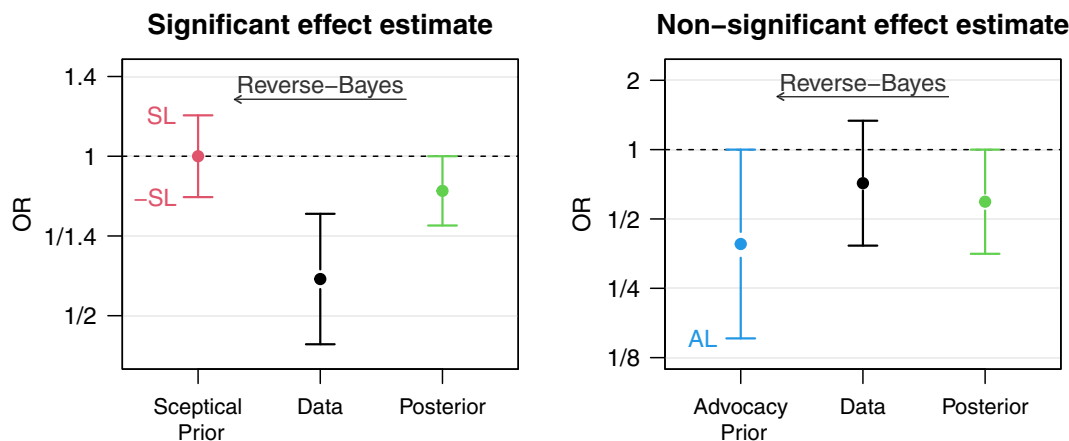 Significant effect estimate
OR
1.4
1
1/1.4
1/2
Reverse−Bayes
SL
−SL
Sceptical
Prior
Data
Posterior
Non−significant effect estimate
OR
2
1
1/2
1/4
1/8
Reverse−Bayes
AL
Advocacy
Prior
Data
Posterior